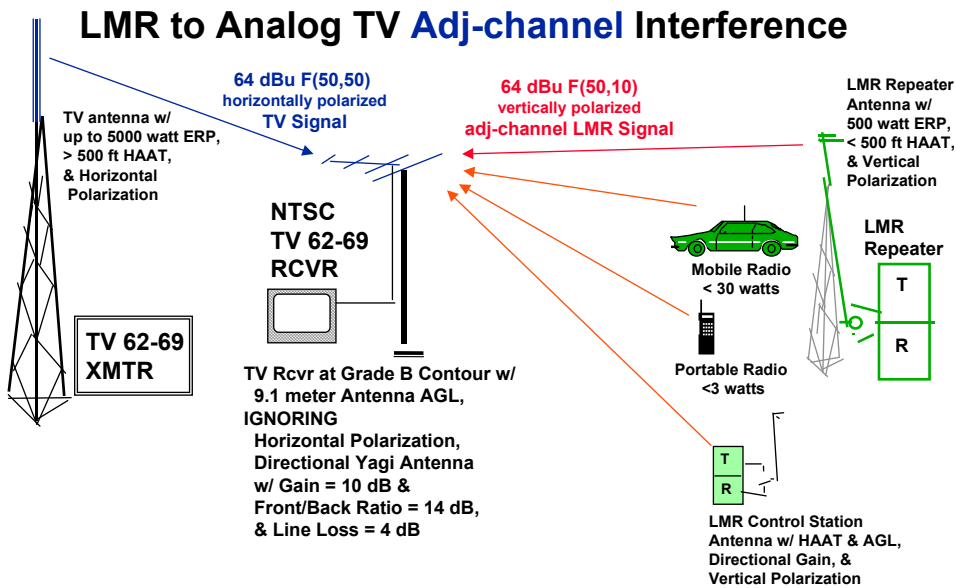 LMR to Analog TV Adj-channel Interference
64 dBu F(50,50)
horizontally polarized
TV Signal
64 dBu F(50,10)
vertically polarized
adj-channel LMR Signal
LMR Repeater
Antenna w/
500 watt ERP,
< 500 ft HAAT,
& Vertical
Polarization
TV antenna w/
up to 5000 watt ERP,
> 500 ft HAAT,
& Horizontal
Polarization
NTSC
TV 62-69
RCVR
LMR
Repeater
T
R
Mobile Radio
< 30 watts
Portable Radio
<3 watts
TV 62-69
XMTR
TV Rcvr at Grade B Contour w/
9.1 meter Antenna AGL,
IGNORING
Horizontal Polarization,
Directional Yagi Antenna
w/ Gain = 10 dB &
Front/Back Ratio = 14 dB,
& Line Loss = 4 dB
T
R
LMR Control Station
Antenna w/ HAAT & AGL,
Directional Gain, &
Vertical Polarization